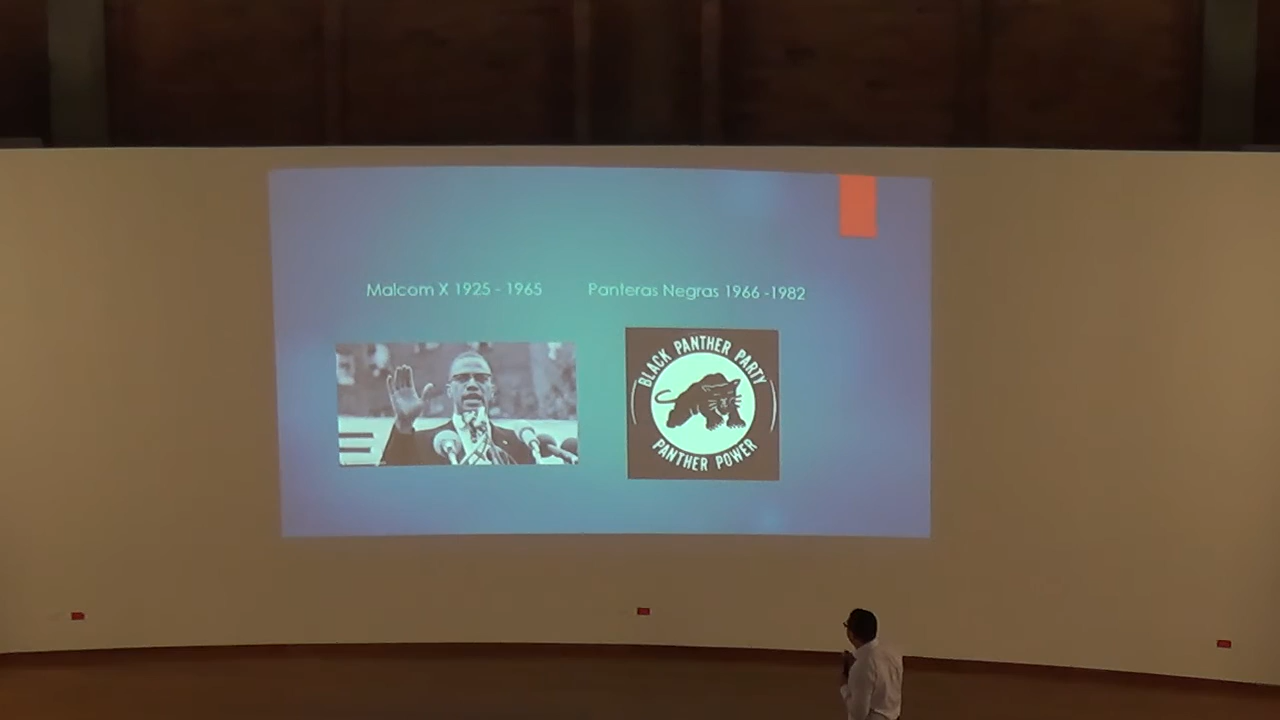 Malcom X 1925 - 1965
Panteras Negras 1966 -1982
BLACK PANTHER PARTY
PANTHER POWER